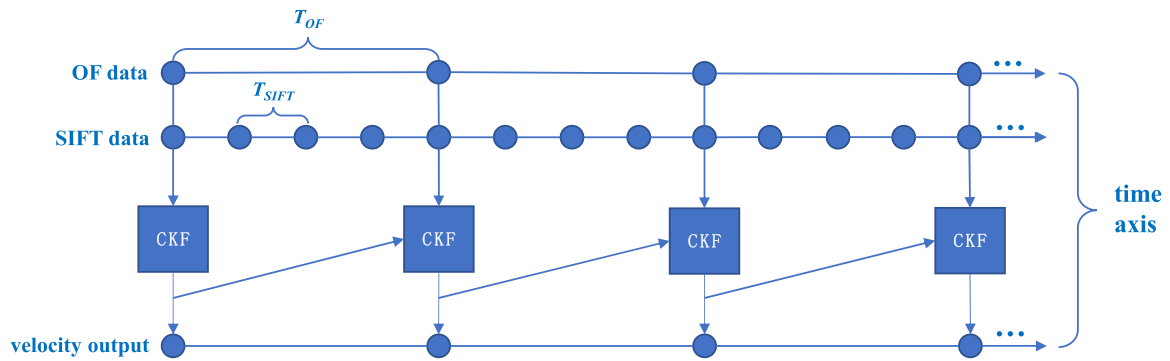 T_OF
OF data
...
T_SIFT
SIFT data
...
time
axis
CKF
CKF
CKF
CKF
velocity output
...